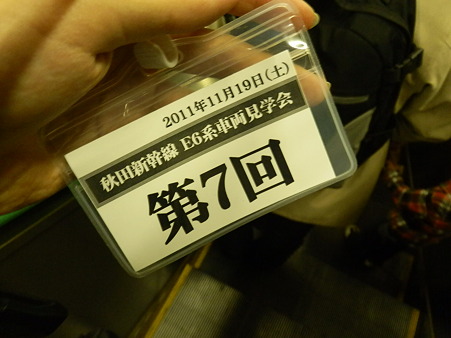 2011年11月19日(土)
秋田新幹線 E6系車両見学会
第7回